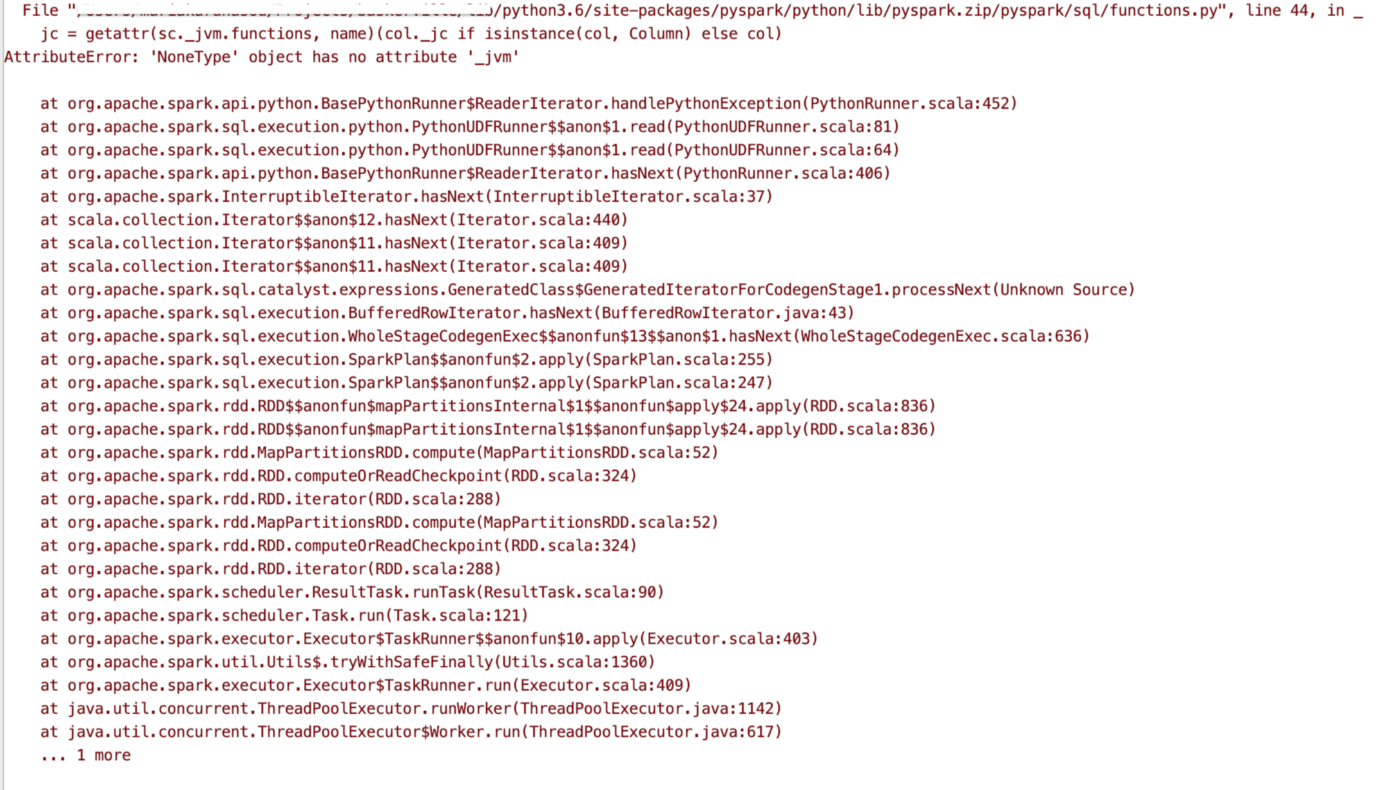 File "/python3.6/site-packages/pyspark/python/lib/pyspark.zip/pyspark/sql/functions.py", line 44, in _
jc = getattr(sc._jvm.functions, name)(col._jc if isinstance(col, Column) else col)
AttributeError: 'NoneType' object has no attribute '_jvm'
at org.apache.spark.api.python.BasePythonRunner$ReaderIterator.handlePythonException(PythonRunner.scala:452)
at org.apache.spark.sql.execution.python.PythonUDFRunner$$anon$1.read(PythonUDFRunner.scala:81)
at org.apache.spark.sql.execution.python.PythonUDFRunner$$anon$1.read(PythonUDFRunner.scala:64)
at org.apache.spark.api.python.BasePythonRunner$ReaderIterator.hasNext(PythonRunner.scala:406)
at org.apache.spark.InterruptibleIterator.hasNext(InterruptibleIterator.scala:37)
at scala.collection.Iterator$$anon$12.hasNext(Iterator.scala:440)
at scala.collection.Iterator$$anon$11.hasNext(Iterator.scala:409)
at scala.collection.Iterator$$anon$11.hasNext(Iterator.scala:409)
at org.apache.spark.sql.catalyst.expressions.GeneratedClass$GeneratedIteratorForCodegenStage1.processNext(Unknown Source)
at org.apache.spark.sql.execution.BufferedRowIterator.hasNext(BufferedRowIterator.java:43)
at org.apache.spark.sql.execution.WholeStageCodegenExec$$anonfun$13$$anon$1.hasNext(WholeStageCodegenExec.scala:636)
at org.apache.spark.sql.execution.SparkPlan$$anonfun$2.apply(SparkPlan.scala:255)
at org.apache.spark.sql.execution.SparkPlan$$anonfun$2.apply(SparkPlan.scala:247)
at org.apache.spark.rdd.RDD$$anonfun$mapPartitionsInternal$1$$anonfun$apply$24.apply(RDD.scala:836)
at org.apache.spark.rdd.RDD$$anonfun$mapPartitionsInternal$1$$anonfun$apply$24.apply(RDD.scala:836)
at org.apache.spark.rdd.MapPartitionsRDD.compute(MapPartitionsRDD.scala:52)
at org.apache.spark.rdd.RDD.computeOrReadCheckpoint(RDD.scala:324)
at org.apache.spark.rdd.RDD.iterator(RDD.scala:288)
at org.apache.spark.rdd.MapPartitionsRDD.compute(MapPartitionsRDD.scala:52)
at org.apache.spark.rdd.RDD.computeOrReadCheckpoint(RDD.scala:324)
at org.apache.spark.rdd.RDD.iterator(RDD.scala:288)
at org.apache.spark.scheduler.ResultTask.runTask(ResultTask.scala:90)
at org.apache.spark.scheduler.Task.run(Task.scala:121)
at org.apache.spark.executor.Executor$TaskRunner$$anonfun$10.apply(Executor.scala:403)
at org.apache.spark.util.Utils$.tryWithSafeFinally(Utils.scala:1360)
at org.apache.spark.executor.Executor$TaskRunner.run(Executor.scala:409)
at java.util.concurrent.ThreadPoolExecutor.runWorker(ThreadPoolExecutor.java:1142)
at java.util.concurrent.ThreadPoolExecutor$Worker.run(ThreadPoolExecutor.java:617)
... 1 more